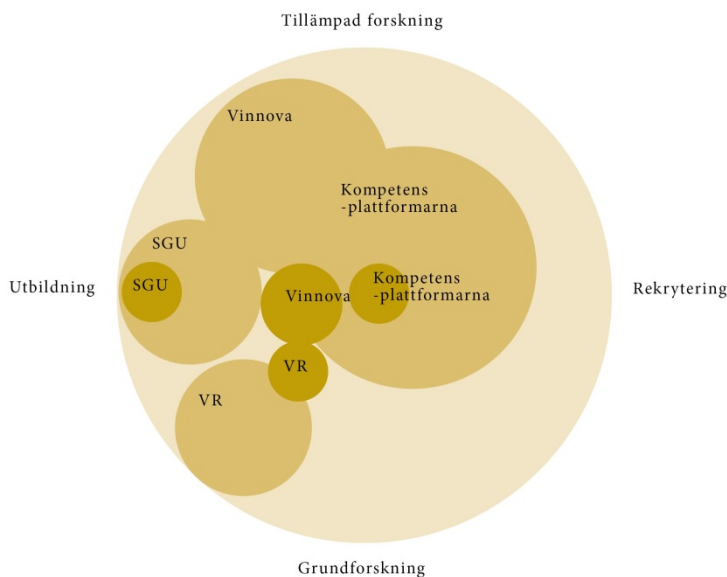 Tillämpad forskning
Vinnova
Kompetens
-plattformarna
SGU
SGU
Kompetens
-plattformarna
Utbildning
Vinnova
Rekrytering
VR
VR
Grundforskning